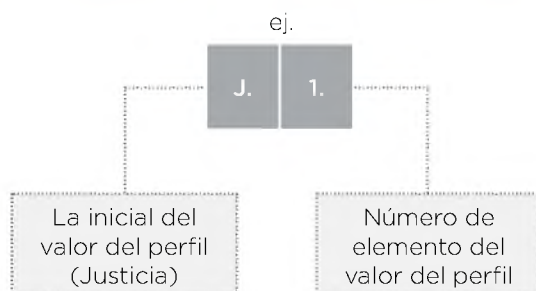 ej.
J. 1.
La inicial del
valor del perfil
(Justicia)
Número de
elemento del
valor del perfil